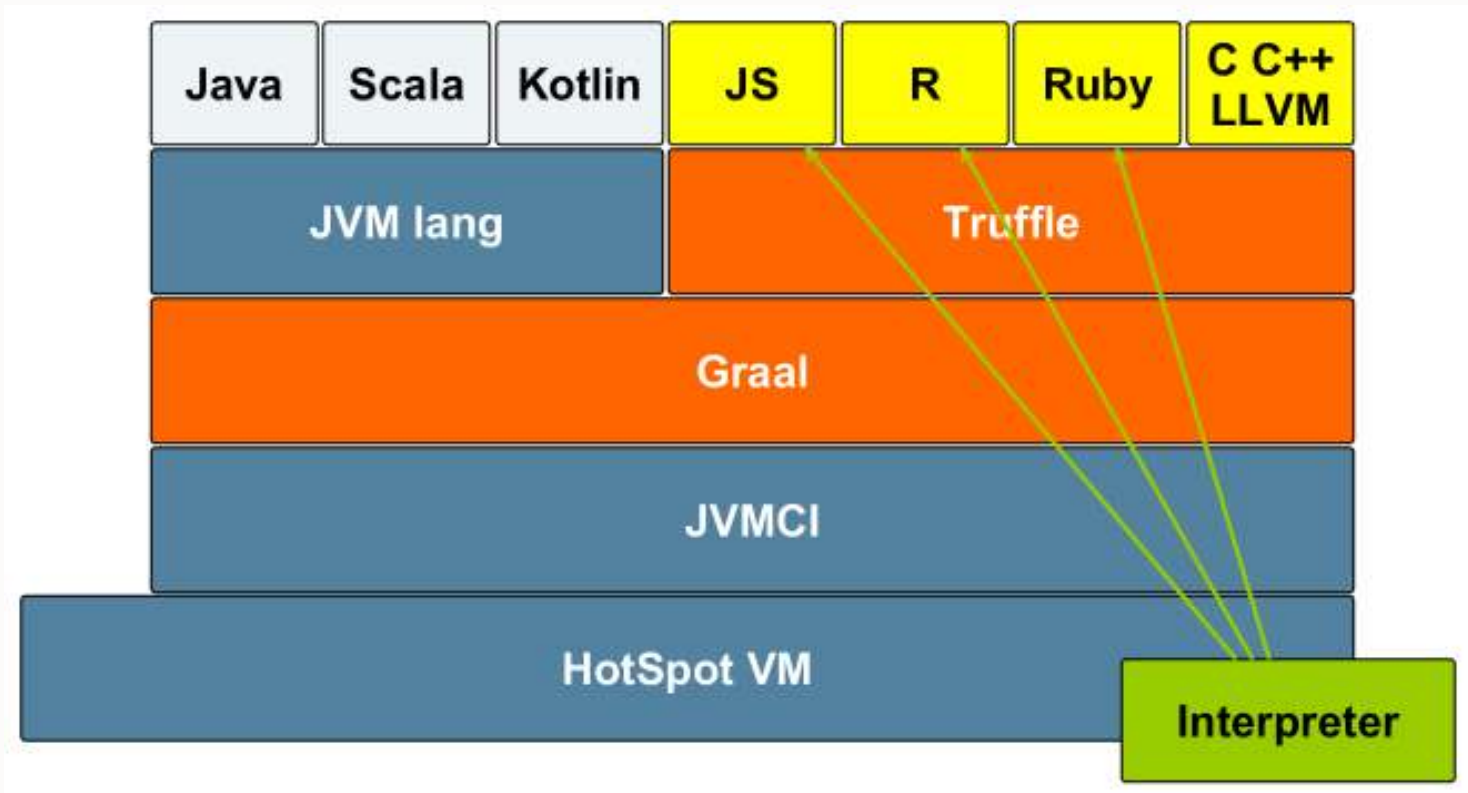 Java
Scala
Kotlin
JS
R
Ruby
C C++
LLVM
JVM lang
Truffle
Graal
JVMCI
HotSpot VM
Interpreter